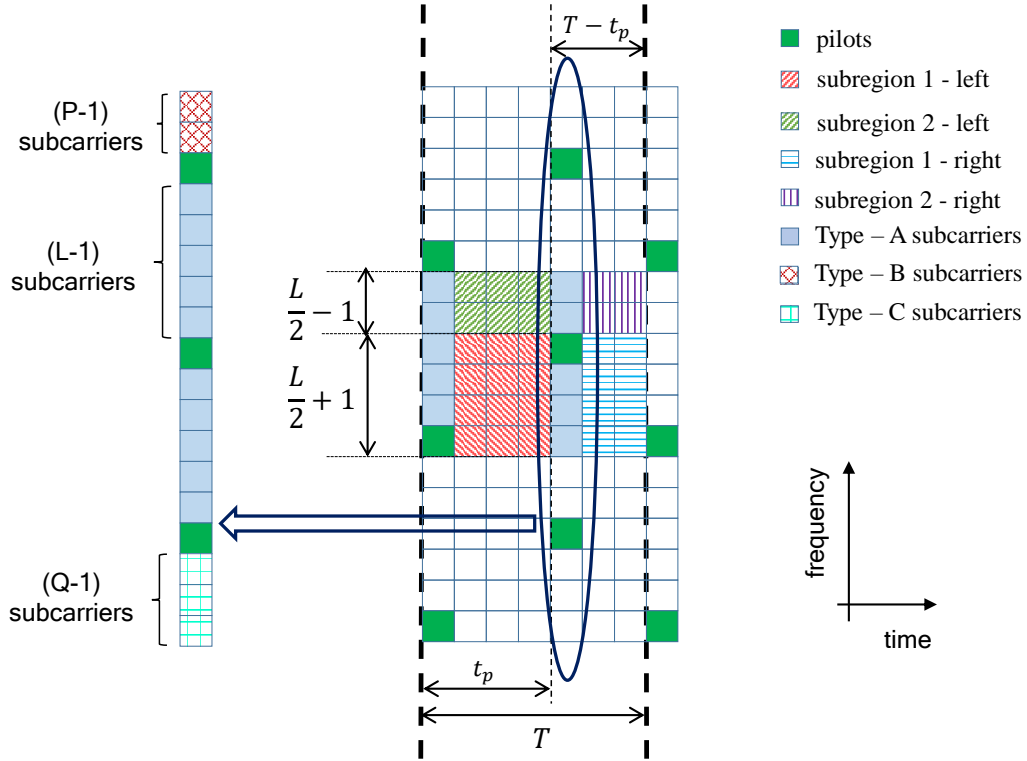 (P-1)
subcarriers
(L-1)
subcarriers
(Q-1)
subcarriers
T − t_p
L/2 − 1
L/2 + 1
t_p
T
pilots
subregion 1 - left
subregion 2 - left
subregion 1 - right
subregion 2 - right
Type – A subcarriers
Type – B subcarriers
Type – C subcarriers
frequency
time